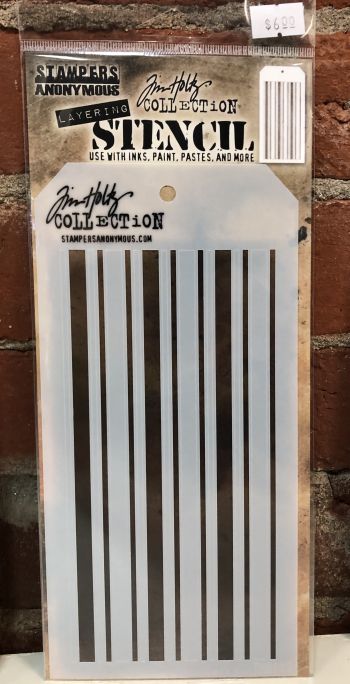 $6.00
STAMPERS
ANONYMOUS
Tim Holtz
COLLECTION
LAYERING
STENCIL
USE WITH INKS, PAINT, PASTES, AND MORE
Tim Holtz
COLLECTION
STAMPERSANONYMOUS.COM